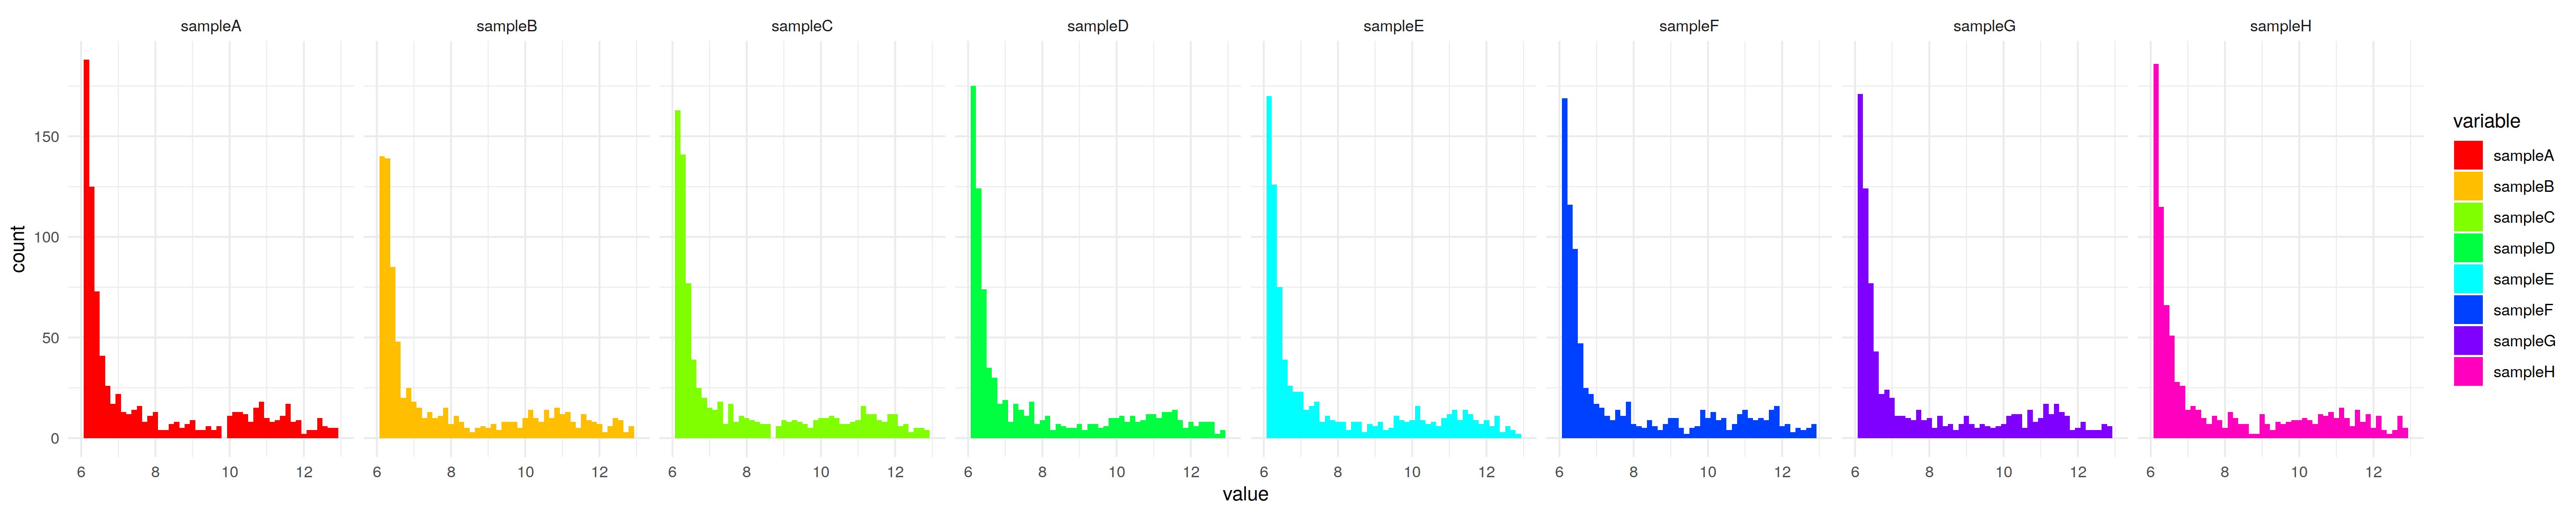 sampleA sampleB sampleC sampleD sampleE sampleF sampleG sampleH
150
100
50
0
count
6 8 10 12 6 8 10 12 6 8 10 12 6 8 10 12 6 8 10 12 6 8 10 12 6 8 10 12 6 8 10 12
value
variable
sampleA
sampleB
sampleC
sampleD
sampleE
sampleF
sampleG
sampleH